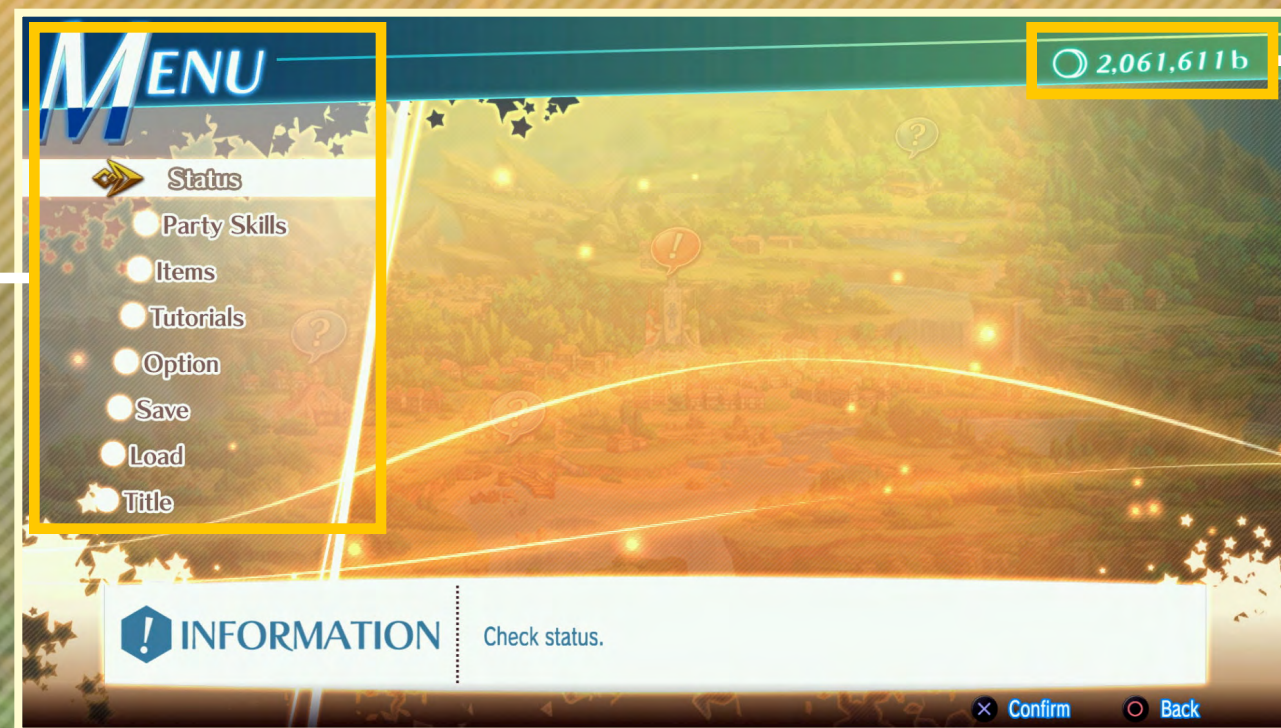 MENU
2,061,611b
Status
Party Skills
Items
Tutorials
Option
Save
Load
Title
INFORMATION
Check status.
Confirm
Back